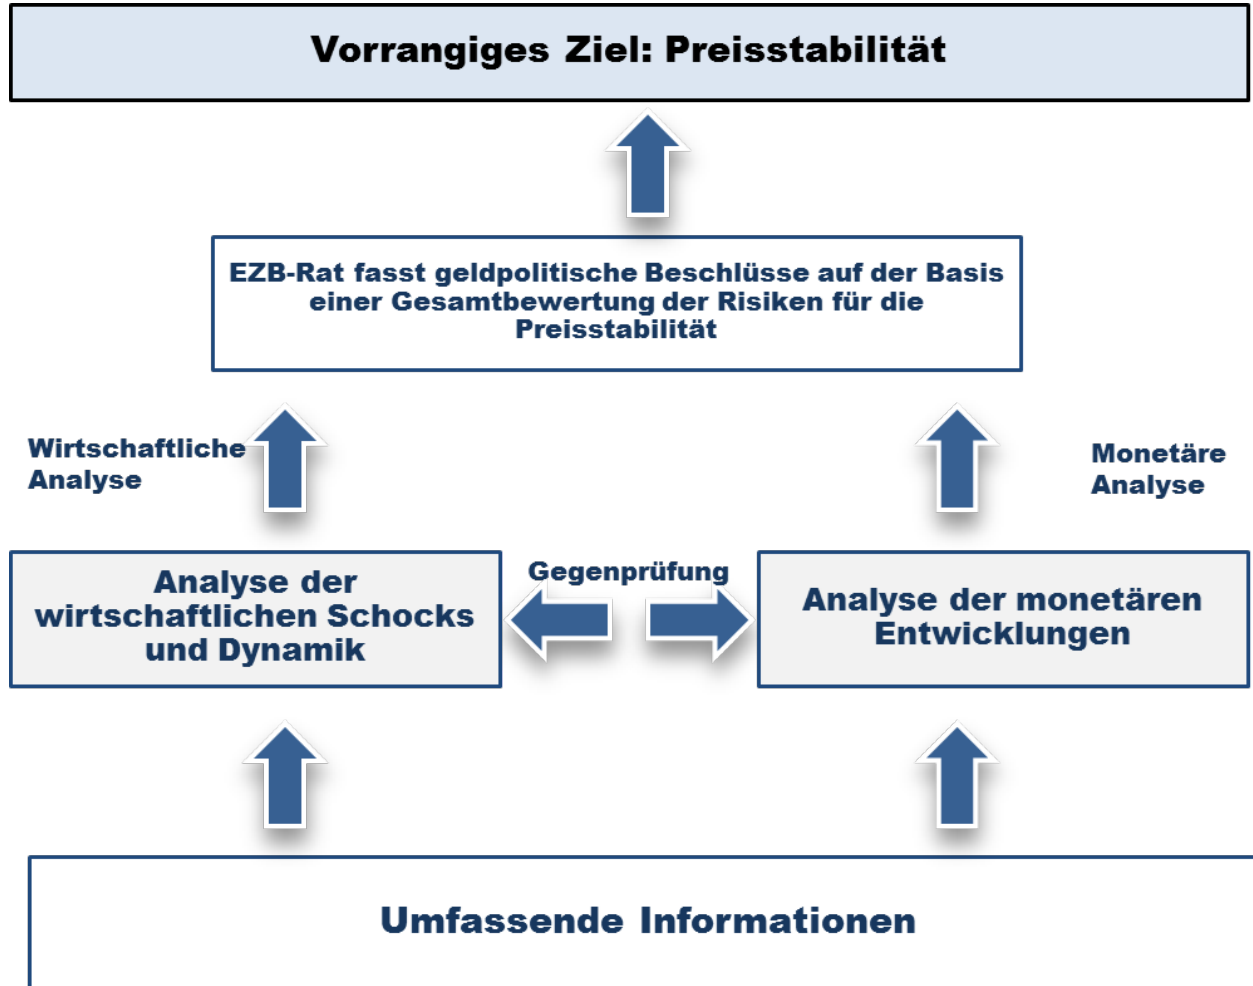 Vorrangiges Ziel: Preisstabilität
EZB-Rat fasst geldpolitische Beschlüsse auf der Basis
einer Gesamtbewertung der Risiken für die
Preisstabilität
Wirtschaftliche
Analyse
Monetäre
Analyse
Analyse der
wirtschaftlichen Schocks
und Dynamik
Gegenprüfung
Analyse der monetären
Entwicklungen
Umfassende Informationen